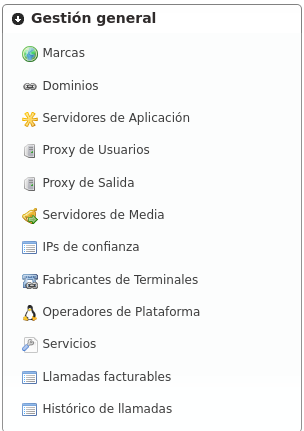 Gestión general
Marcas
Dominios
Servidores de Aplicación
Proxy de Usuarios
Proxy de Salida
Servidores de Media
IPs de confianza
Fabricantes de Terminales
Operadores de Plataforma
Servicios
Llamadas facturables
Histórico de llamadas